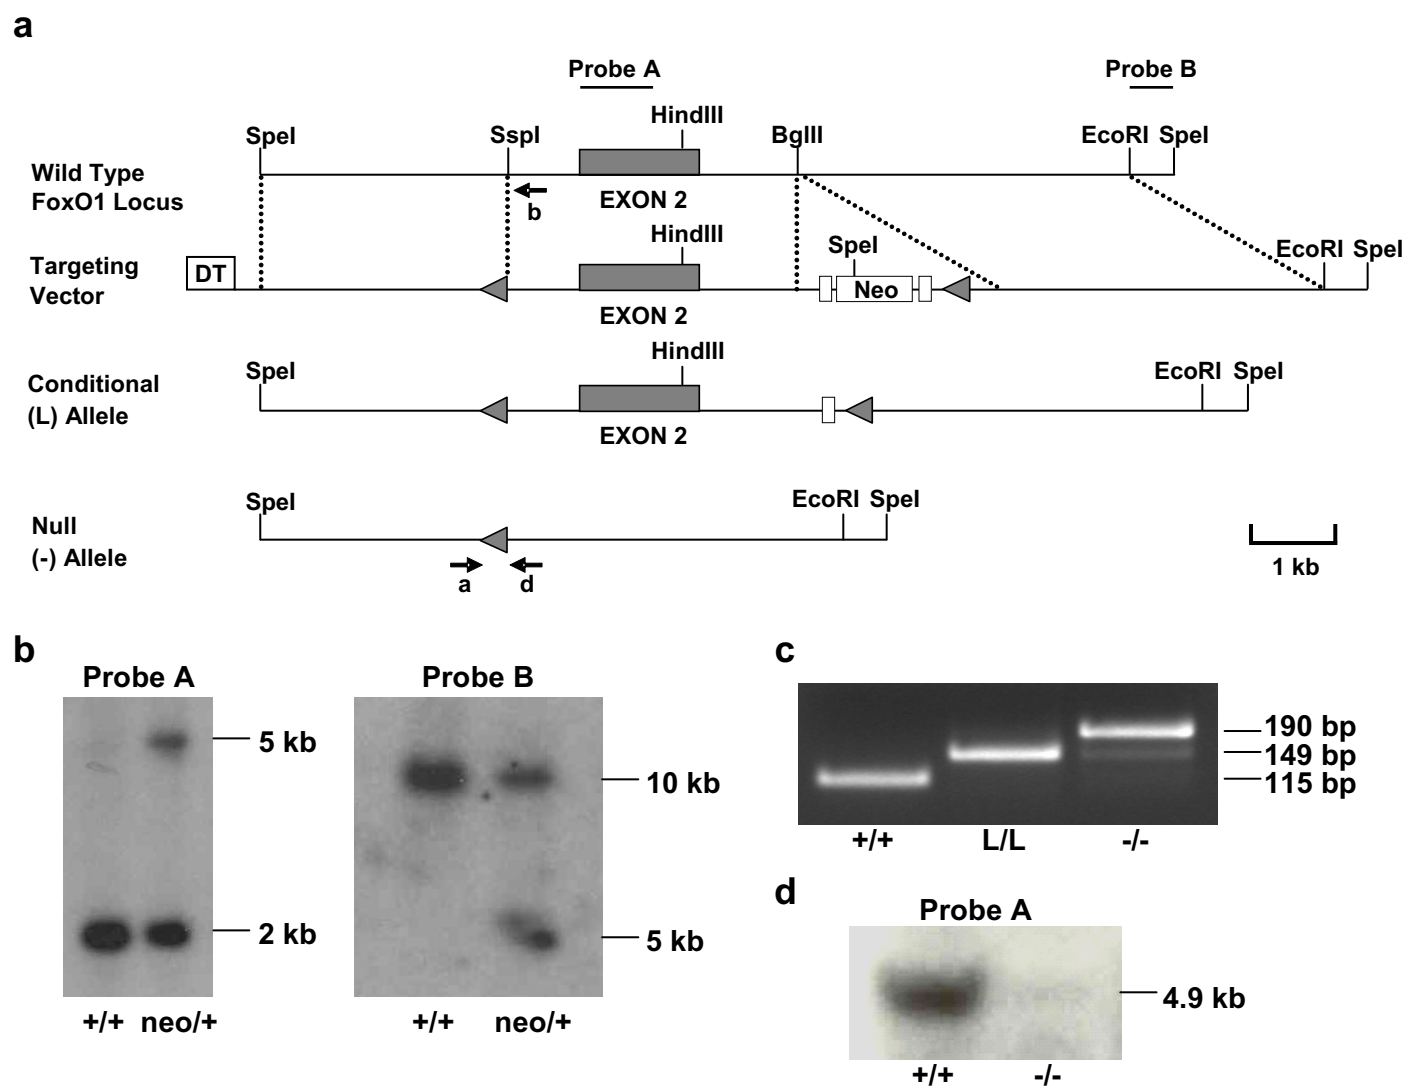 a
Probe A
Probe B
HindIII
SpeI
SspI
BglII
EcoRI SpeI
Wild Type
FoxO1 Locus
b
EXON 2
HindIII
SpeI
EcoRI SpeI
Targeting
Vector
DT
Neo
EXON 2
HindIII
SpeI
EcoRI SpeI
Conditional
(L) Allele
EXON 2
SpeI
EcoRI SpeI
Null
(-) Allele
a
d
1 kb
b
Probe A
Probe B
5 kb
2 kb
10 kb
5 kb
+/+ neo/+
+/+ neo/+
c
190 bp
149 bp
115 bp
+/+ L/L -/-
d
Probe A
4.9 kb
+/+ -/-